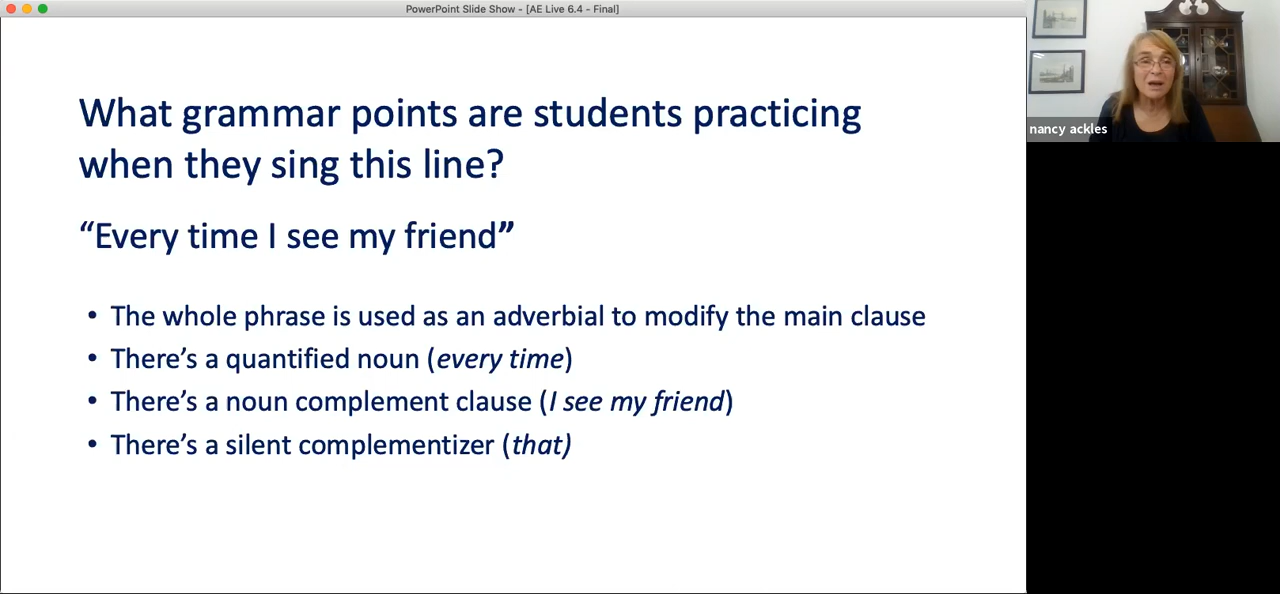 PowerPoint Slide Show - [AE Live 6.4 - Final]
What grammar points are students practicing
when they sing this line?
“Every time I see my friend”
• The whole phrase is used as an adverbial to modify the main clause
• There’s a quantified noun (every time)
• There’s a noun complement clause (I see my friend)
• There’s a silent complementizer (that)
nancy ackles